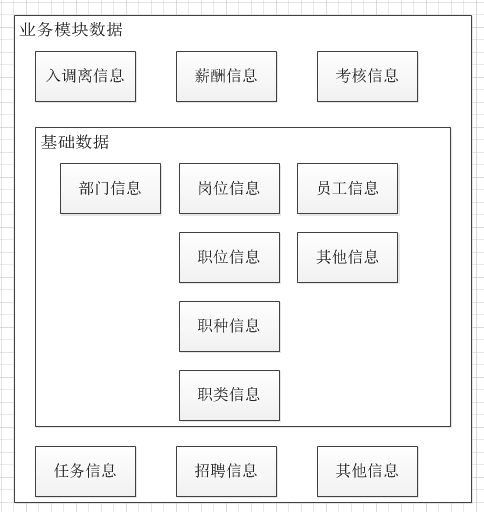 业务模块数据
入调离信息 薪酬信息 考核信息
基础数据
部门信息 岗位信息 员工信息
职位信息 其他信息
职种信息
职类信息
任务信息 招聘信息 其他信息